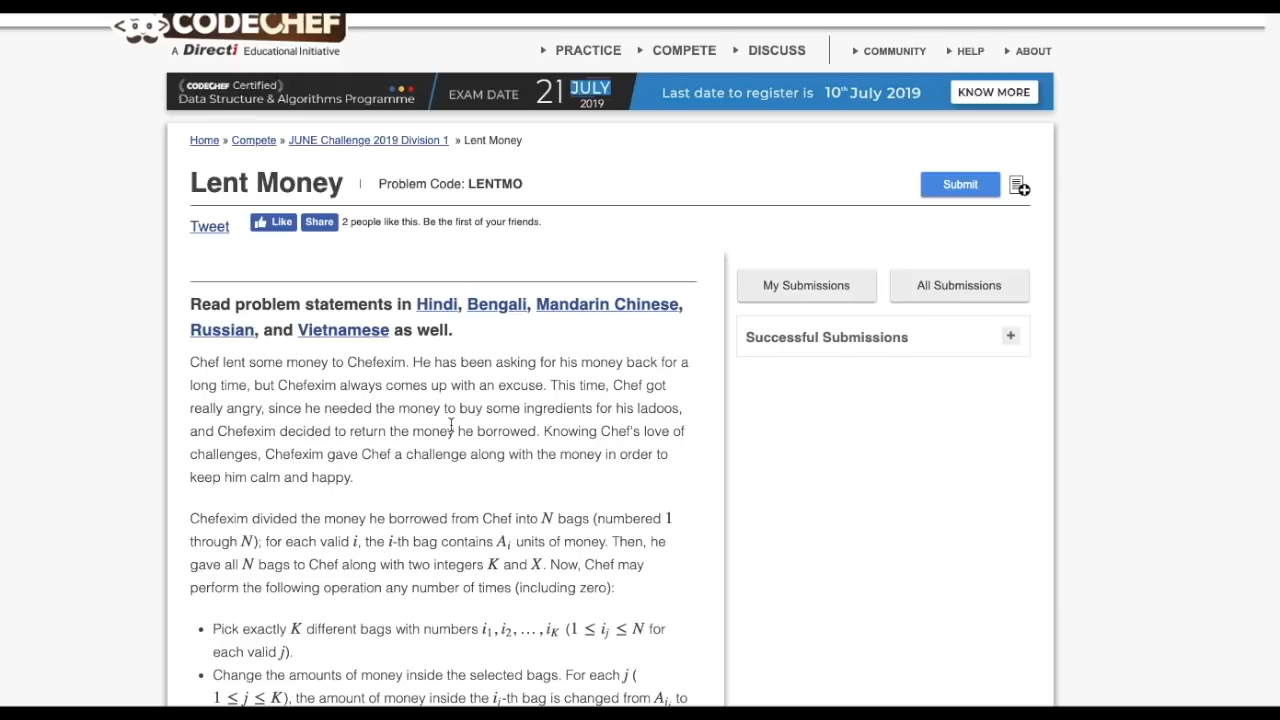 CODECHEF
A Directi Educational Initiative
PRACTICE COMPETE DISCUSS COMMUNITY HELP ABOUT
CODECHEF Certified
Data Structure & Algorithms Programme
EXAM DATE 21 JULY 2019
Last date to register is 10th July 2019
KNOW MORE
Home » Compete » JUNE Challenge 2019 Division 1 » Lent Money
Lent Money | Problem Code: LENTMO
Submit
Tweet Like Share 2 people like this. Be the first of your friends.
My Submissions All Submissions
Successful Submissions +
Read problem statements in Hindi, Bengali, Mandarin Chinese,
Russian, and Vietnamese as well.
Chef lent some money to Chefexim. He has been asking for his money back for a
long time, but Chefexim always comes up with an excuse. This time, Chef got
really angry, since he needed the money to buy some ingredients for his ladoos,
and Chefexim decided to return the money he borrowed. Knowing Chef's love of
challenges, Chefexim gave Chef a challenge along with the money in order to
keep him calm and happy.
Chefexim divided the money he borrowed from Chef into N bags (numbered 1
through N); for each valid i, the i-th bag contains A_i units of money. Then, he
gave all N bags to Chef along with two integers K and X. Now, Chef may
perform the following operation any number of times (including zero):
• Pick exactly K different bags with numbers i_1, i_2, …, i_K (1 ≤ i_j ≤ N for
each valid j).
• Change the amounts of money inside the selected bags. For each j (
1 ≤ j ≤ K), the amount of money inside the i_j-th bag is changed from A_i_j to